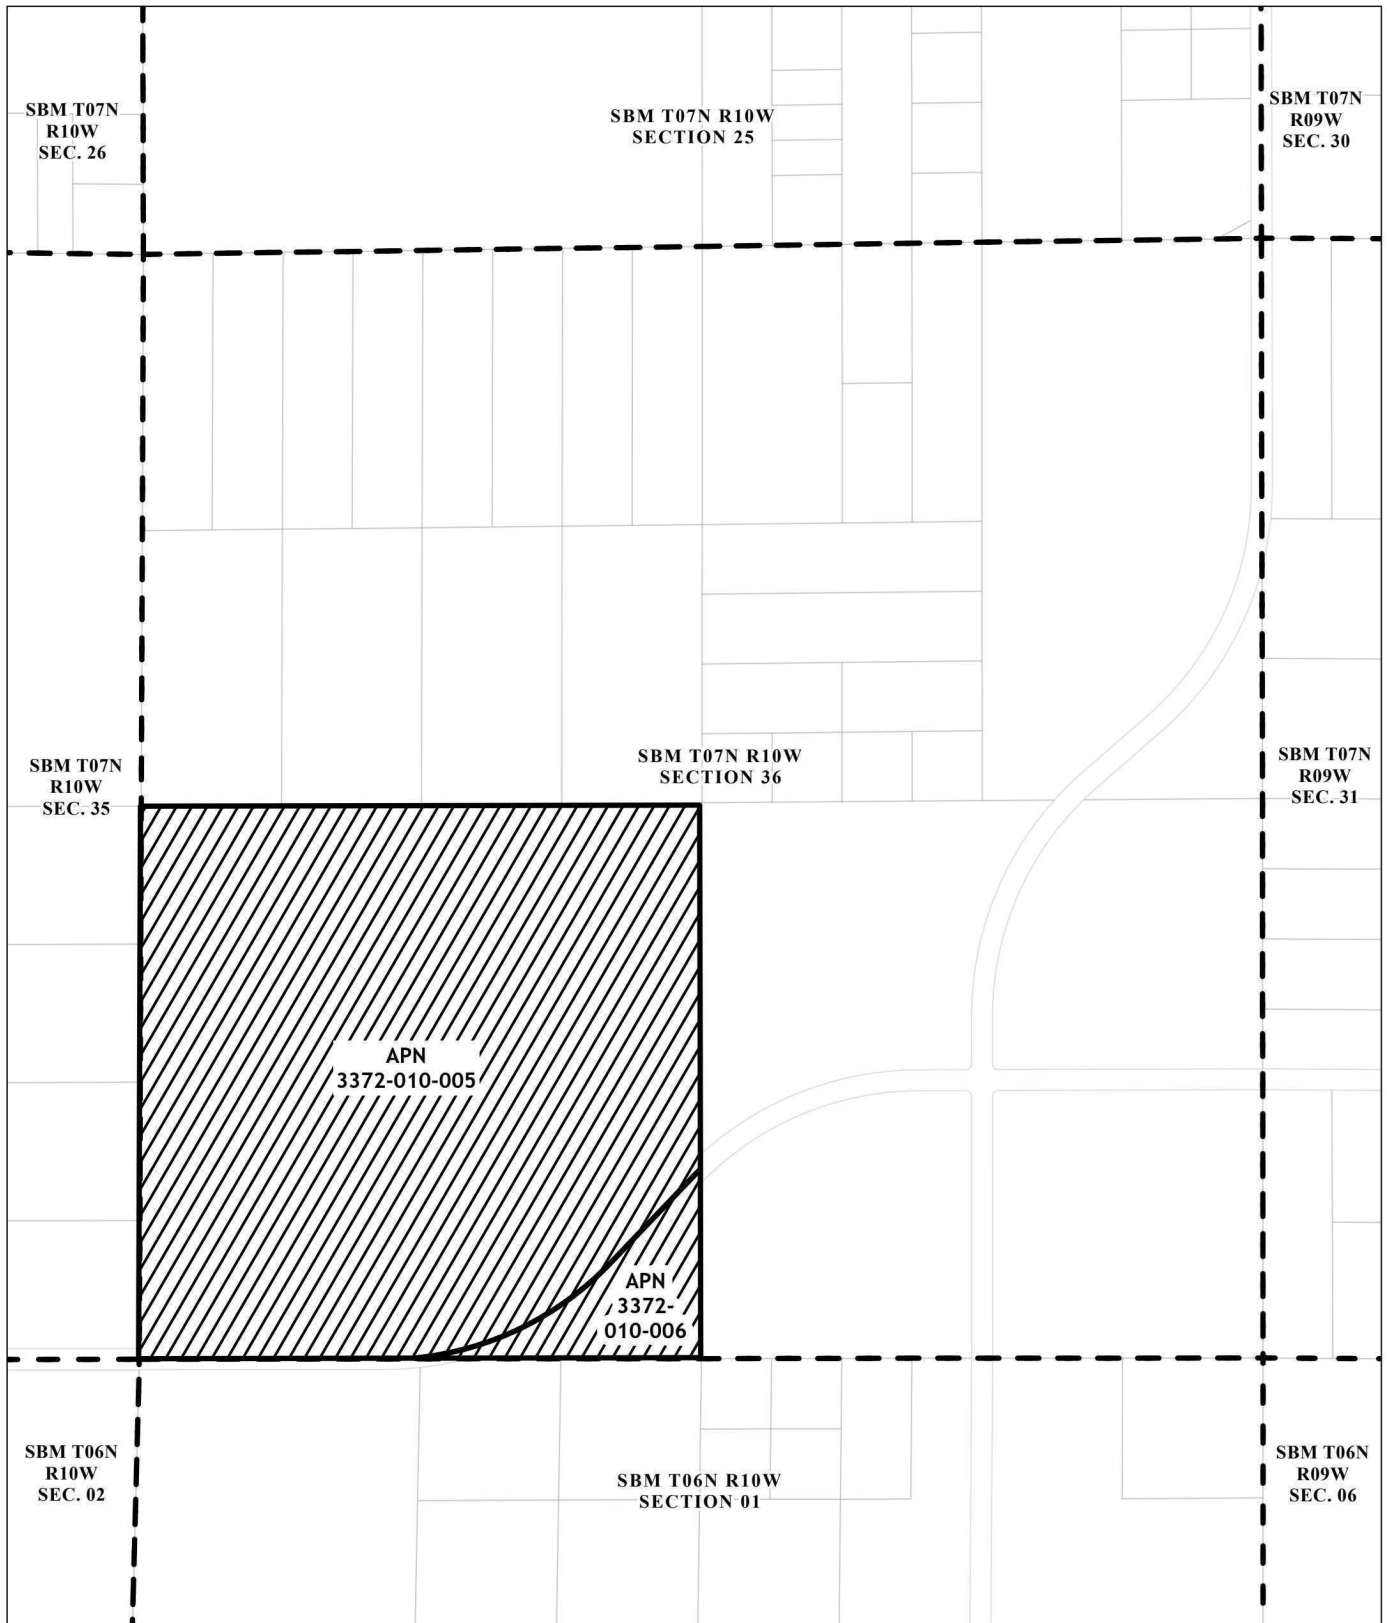 SBM T07N
R10W
SEC. 26
SBM T07N R10W
SECTION 25
SBM T07N
R09W
SEC. 30
SBM T07N
R10W
SEC. 35
SBM T07N R10W
SECTION 36
SBM T07N
R09W
SEC. 31
APN
3372-010-005
APN
3372-
010-006
SBM T06N
R10W
SEC. 02
SBM T06N R10W
SECTION 01
SBM T06N
R09W
SEC. 06